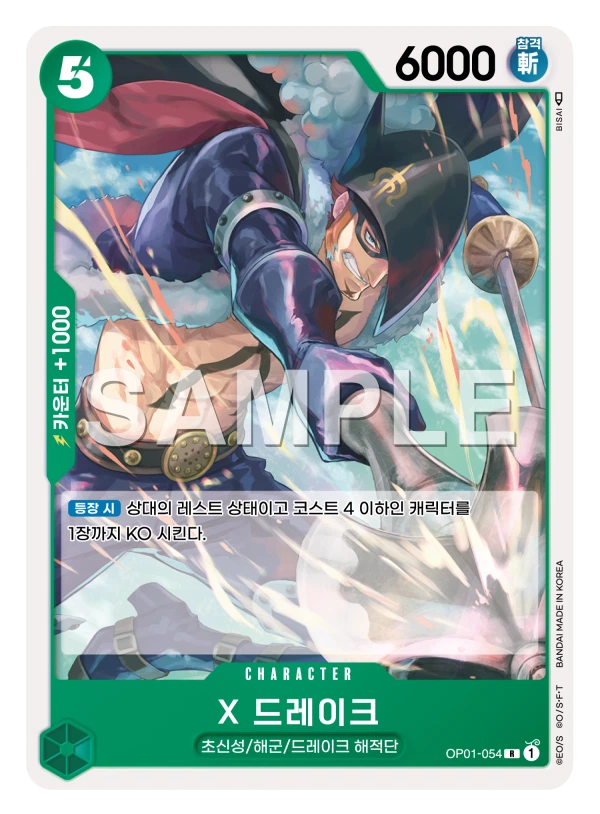 5
6000
참격
斬
BISAI
카운터 +1000
SAMPLE
등장 시 상대의 레스트 상태이고 코스트 4 이하인 캐릭터를
1장까지 KO 시킨다.
CHARACTER
X 드레이크
초신성/해군/드레이크 해적단
OP01-054 R 1
©EO/S ©O/S·F·T BANDAI MADE IN KOREA